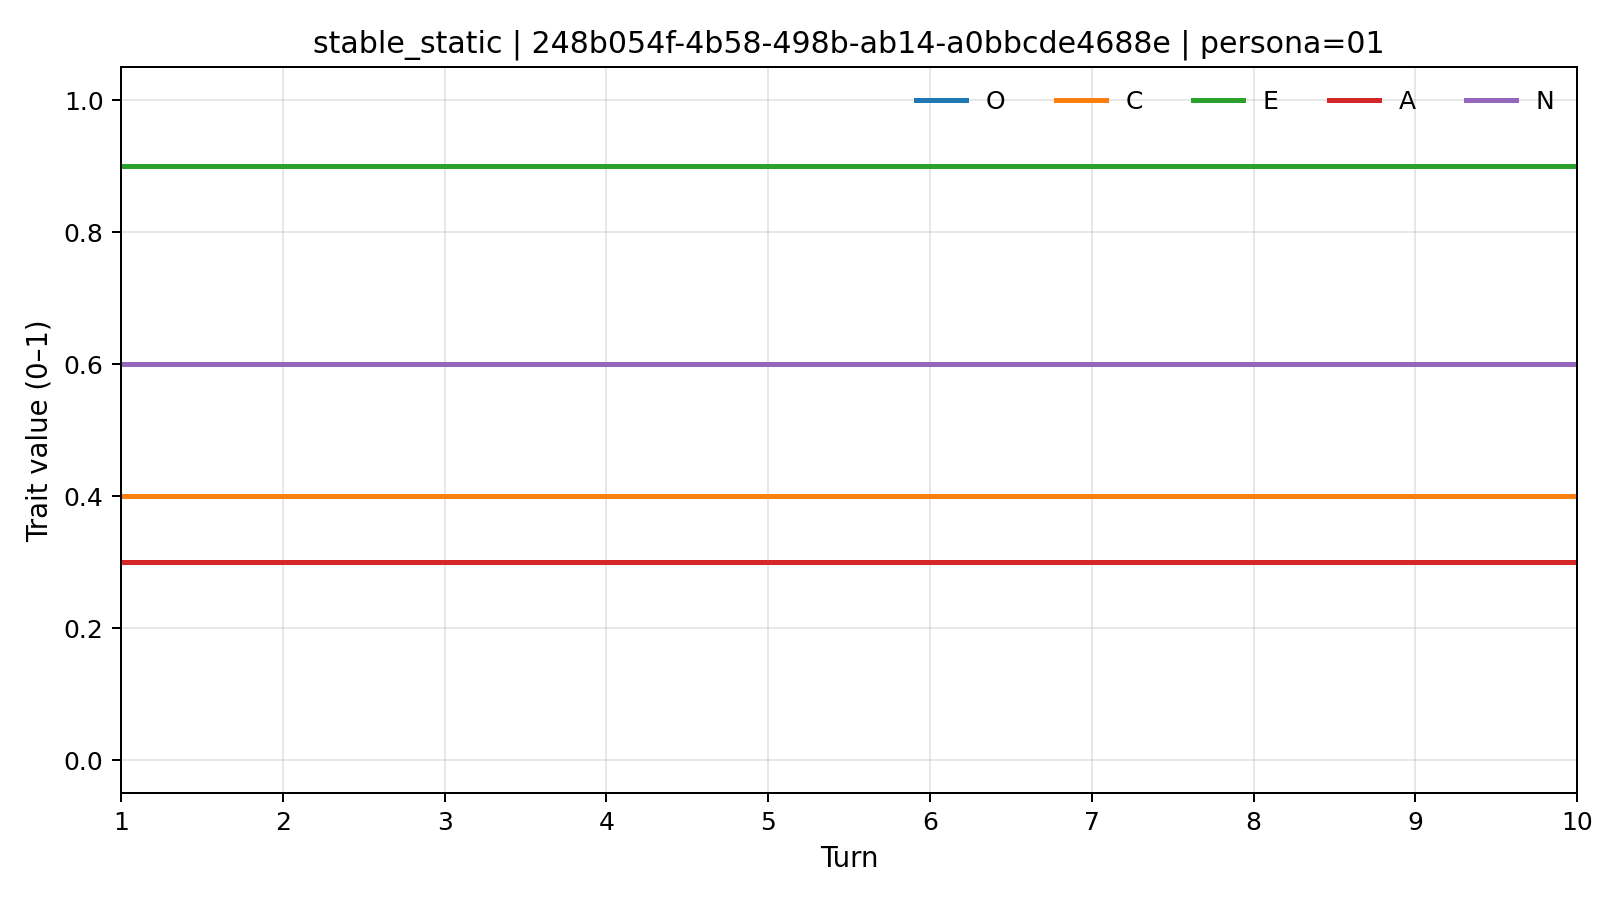 stable_static | 248b054f-4b58-498b-ab14-a0bbcde4688e | persona=01
O C E A N
Trait value (0–1)
1.0
0.8
0.6
0.4
0.2
0.0
1 2 3 4 5 6 7 8 9 10
Turn